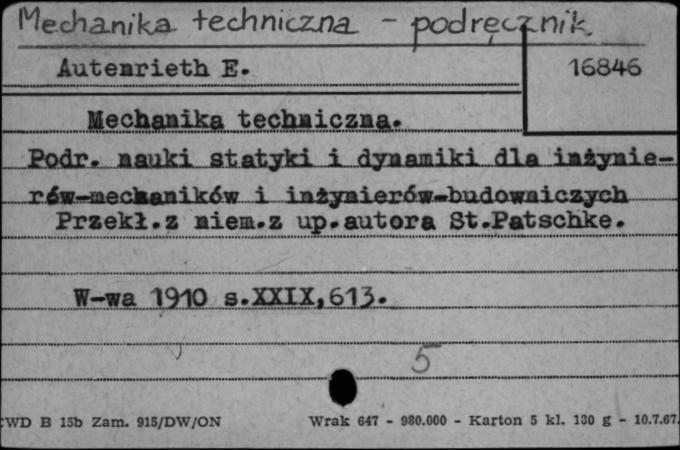 Mechanika techniczna - podręcznik
Autenrieth E.
16846
Mechanika techniczna.
Podr. nauki statyki i dynamiki dla inżynie-
rów-mechaników i inżynierów-budowniczych
Przekł.z niem.z up.autora St.Patschke.
W-wa 1910 s.XXIX,613.
5
CWD B 15b Zam. 915/DW/ON
Wrak 647 - 980.000 - Karton 5 kl. 180 g - 10.7.67.